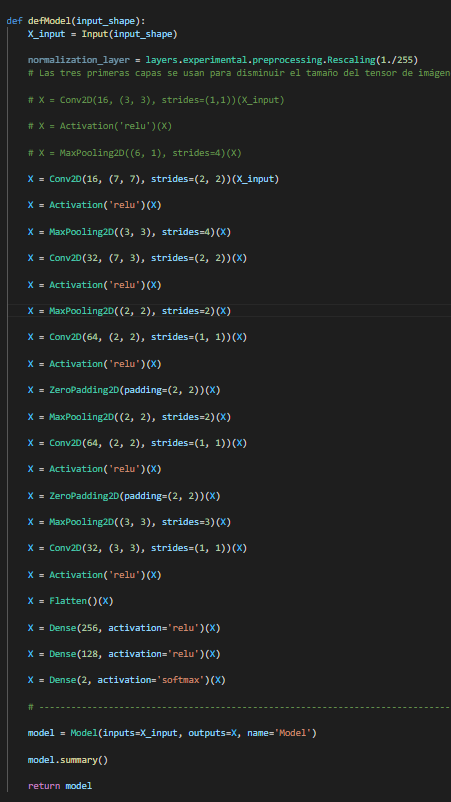 def defModel(input_shape):
X_input = Input(input_shape)
normalization_layer = layers.experimental.preprocessing.Rescaling(1./255)
# Las tres primeras capas se usan para disminuir el tamaño del tensor de imágen
# X = Conv2D(16, (3, 3), strides=(1,1))(X_input)
# X = Activation('relu')(X)
# X = MaxPooling2D((6, 1), strides=4)(X)
X = Conv2D(16, (7, 7), strides=(2, 2))(X_input)
X = Activation('relu')(X)
X = MaxPooling2D((3, 3), strides=4)(X)
X = Conv2D(32, (7, 3), strides=(2, 2))(X)
X = Activation('relu')(X)
X = MaxPooling2D((2, 2), strides=2)(X)
X = Conv2D(64, (2, 2), strides=(1, 1))(X)
X = Activation('relu')(X)
X = ZeroPadding2D(padding=(2, 2))(X)
X = MaxPooling2D((2, 2), strides=2)(X)
X = Conv2D(64, (2, 2), strides=(1, 1))(X)
X = Activation('relu')(X)
X = ZeroPadding2D(padding=(2, 2))(X)
X = MaxPooling2D((3, 3), strides=3)(X)
X = Conv2D(32, (3, 3), strides=(1, 1))(X)
X = Activation('relu')(X)
X = Flatten()(X)
X = Dense(256, activation='relu')(X)
X = Dense(128, activation='relu')(X)
X = Dense(2, activation='softmax')(X)
# ------------------------------------------------------------------------------
model = Model(inputs=X_input, outputs=X, name='Model')
model.summary()
return model